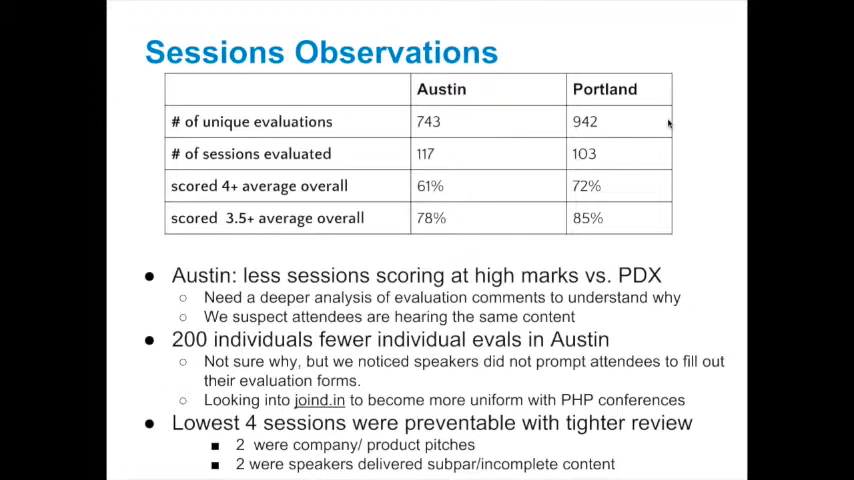 Sessions Observations
Austin Portland
# of unique evaluations 743 942
# of sessions evaluated 117 103
scored 4+ average overall 61% 72%
scored 3.5+ average overall 78% 85%
● Austin: less sessions scoring at high marks vs. PDX
○ Need a deeper analysis of evaluation comments to understand why
○ We suspect attendees are hearing the same content
● 200 individuals fewer individual evals in Austin
○ Not sure why, but we noticed speakers did not prompt attendees to fill out
their evaluation forms.
○ Looking into joind.in to become more uniform with PHP conferences
● Lowest 4 sessions were preventable with tighter review
■ 2 were company/ product pitches
■ 2 were speakers delivered subpar/incomplete content